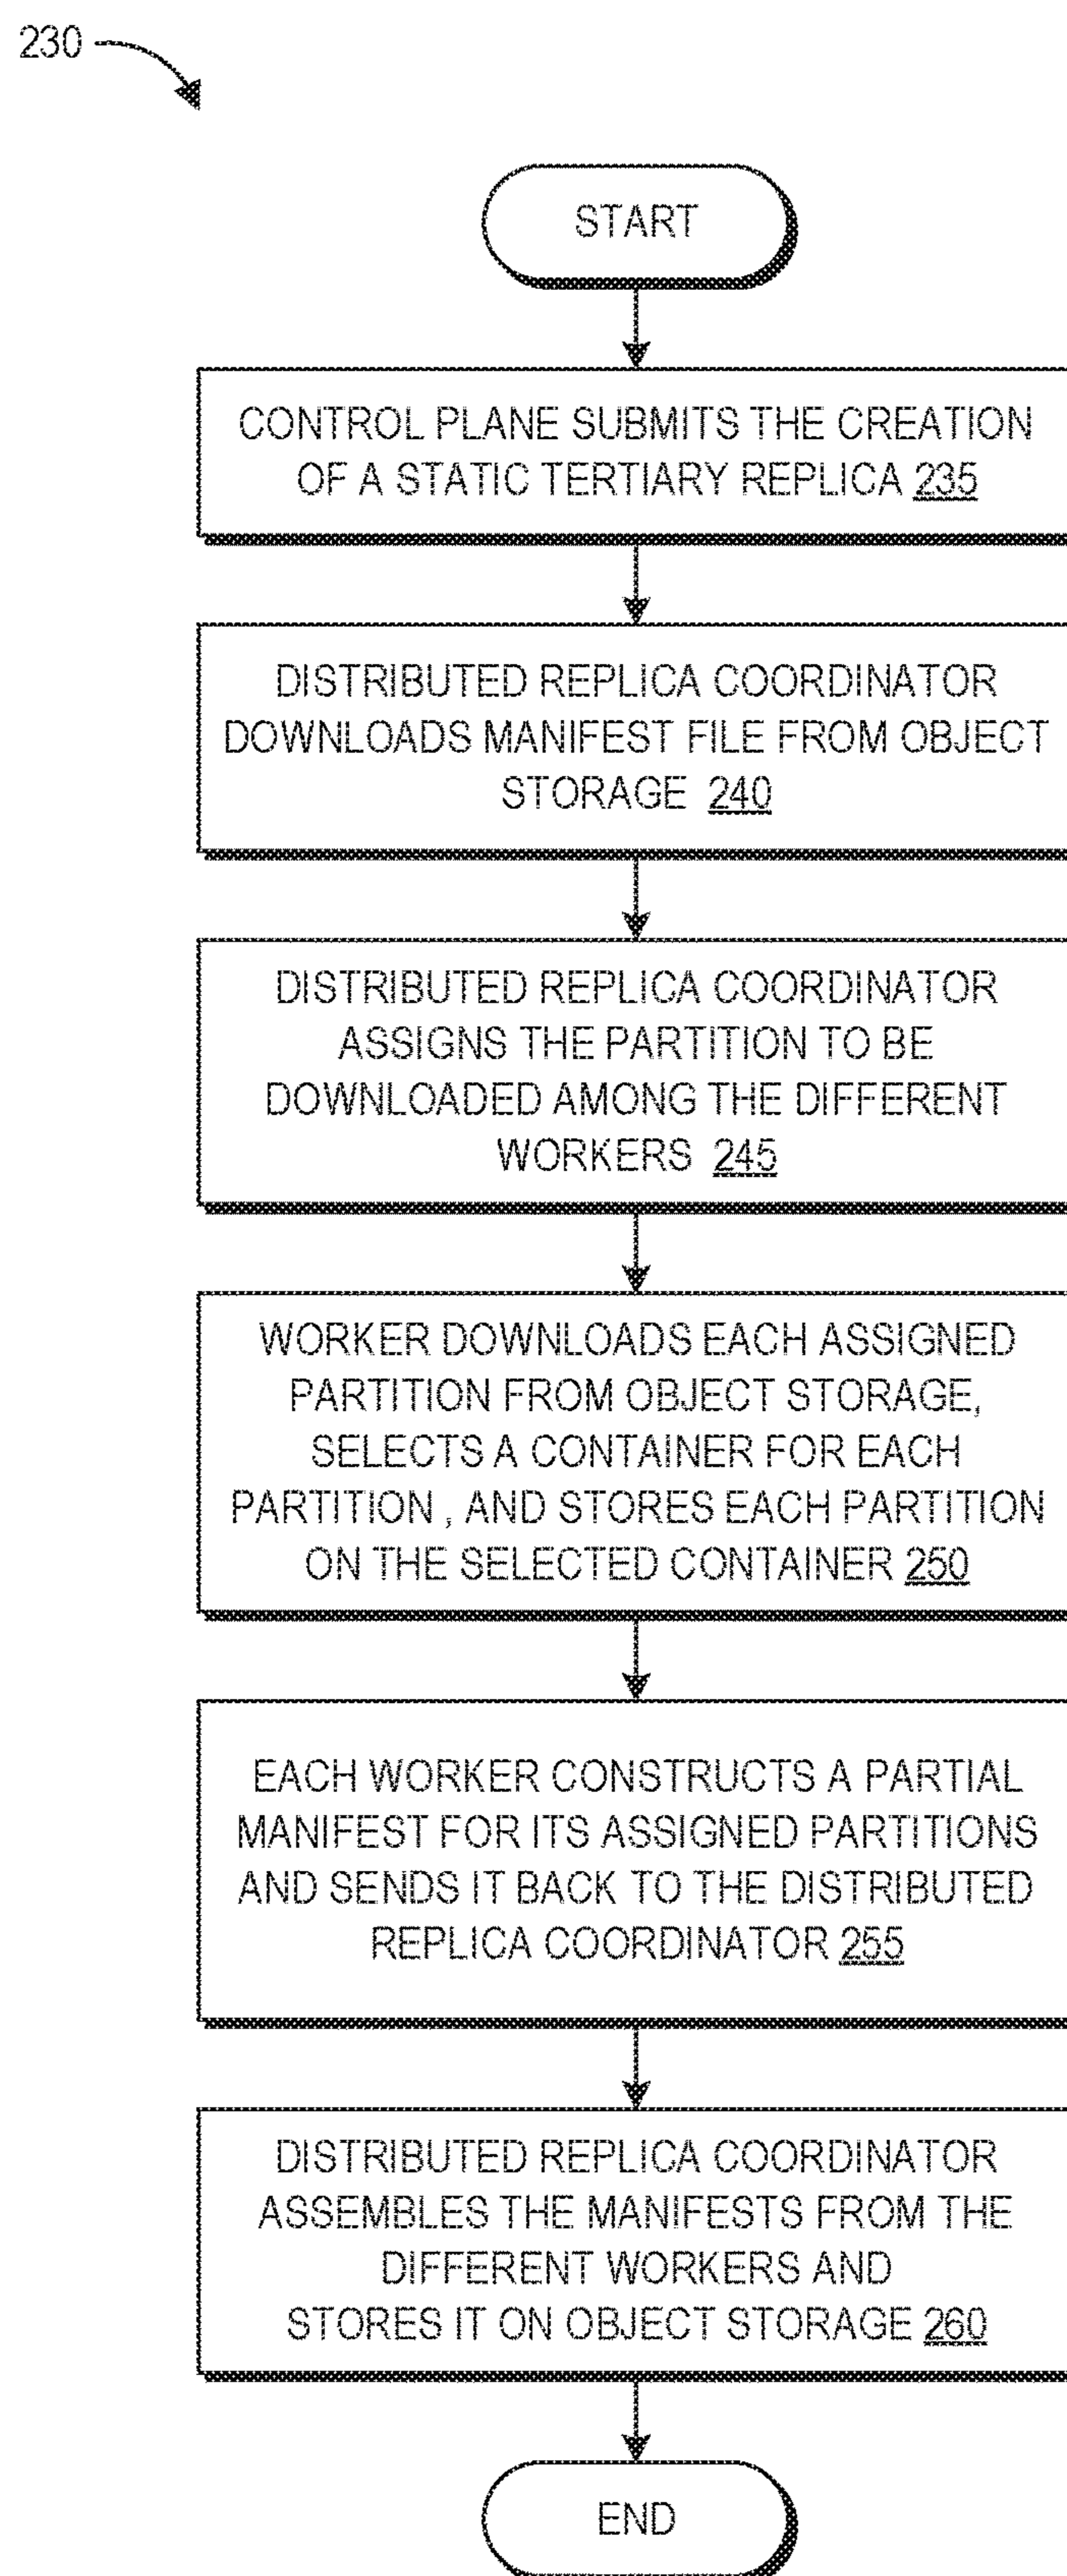 230
START
CONTROL PLANE SUBMITS THE CREATION
OF A STATIC TERTIARY REPLICA 235
DISTRIBUTED REPLICA COORDINATOR
DOWNLOADS MANIFEST FILE FROM OBJECT
STORAGE 240
DISTRIBUTED REPLICA COORDINATOR
ASSIGNS THE PARTITION TO BE
DOWNLOADED AMONG THE DIFFERENT
WORKERS 245
WORKER DOWNLOADS EACH ASSIGNED
PARTITION FROM OBJECT STORAGE,
SELECTS A CONTAINER FOR EACH
PARTITION , AND STORES EACH PARTITION
ON THE SELECTED CONTAINER 250
EACH WORKER CONSTRUCTS A PARTIAL
MANIFEST FOR ITS ASSIGNED PARTITIONS
AND SENDS IT BACK TO THE DISTRIBUTED
REPLICA COORDINATOR 255
DISTRIBUTED REPLICA COORDINATOR
ASSEMBLES THE MANIFESTS FROM THE
DIFFERENT WORKERS AND
STORES IT ON OBJECT STORAGE 260
END